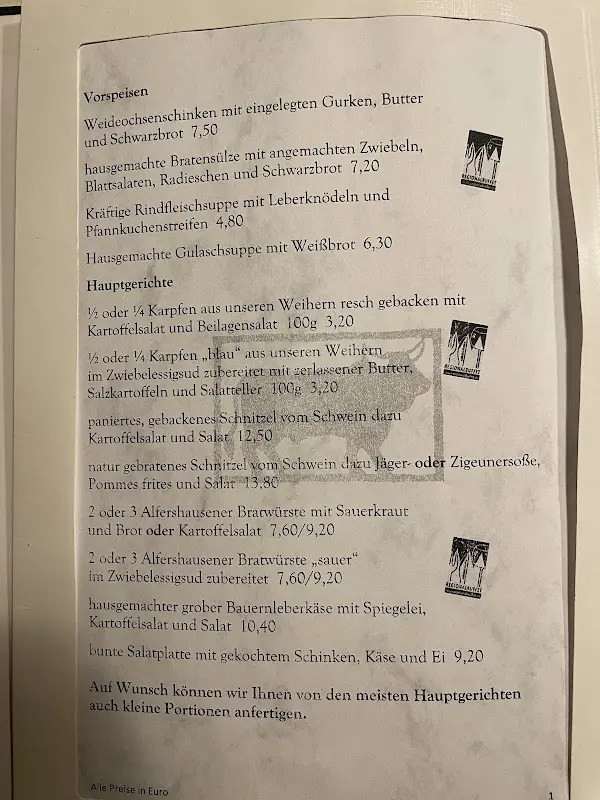 Vorspeisen
Weideochsenschinken mit eingelegten Gurken, Butter
und Schwarzbrot 7,50
hausgemachte Bratensülze mit angemachten Zwiebeln,
Blattsalaten, Radieschen und Schwarzbrot 7,20
REGIONALBUFFET
Kräftige Rindfleischsuppe mit Leberknödeln und
Pfannkuchenstreifen 4,80
Hausgemachte Gulaschsuppe mit Weißbrot 6,30
Hauptgerichte
½ oder ¼ Karpfen aus unseren Weihern resch gebacken mit
Kartoffelsalat und Beilagensalat 100g 3,20
½ oder ¼ Karpfen „blau“ aus unseren Weihern
im Zwiebelessigsud zubereitet mit zerlassener Butter,
Salzkartoffeln und Salatteller 100g 3,20
REGIONALBUFFET
paniertes, gebackenes Schnitzel vom Schwein dazu
Kartoffelsalat und Salat 12,50
natur gebratenes Schnitzel vom Schwein dazu Jäger- oder Zigeunersoße,
Pommes frites und Salat 13,80
2 oder 3 Alfershausener Bratwürste mit Sauerkraut
und Brot oder Kartoffelsalat 7,60/9,20
2 oder 3 Alfershausener Bratwürste „sauer“
im Zwiebelessigsud zubereitet 7,60/9,20
REGIONALBUFFET
hausgemachter grober Bauernleberkäse mit Spiegelei,
Kartoffelsalat und Salat 10,40
bunte Salatplatte mit gekochtem Schinken, Käse und Ei 9,20
Auf Wunsch können wir Ihnen von den meisten Hauptgerichten
auch kleine Portionen anfertigen.
Alle Preise in Euro
1